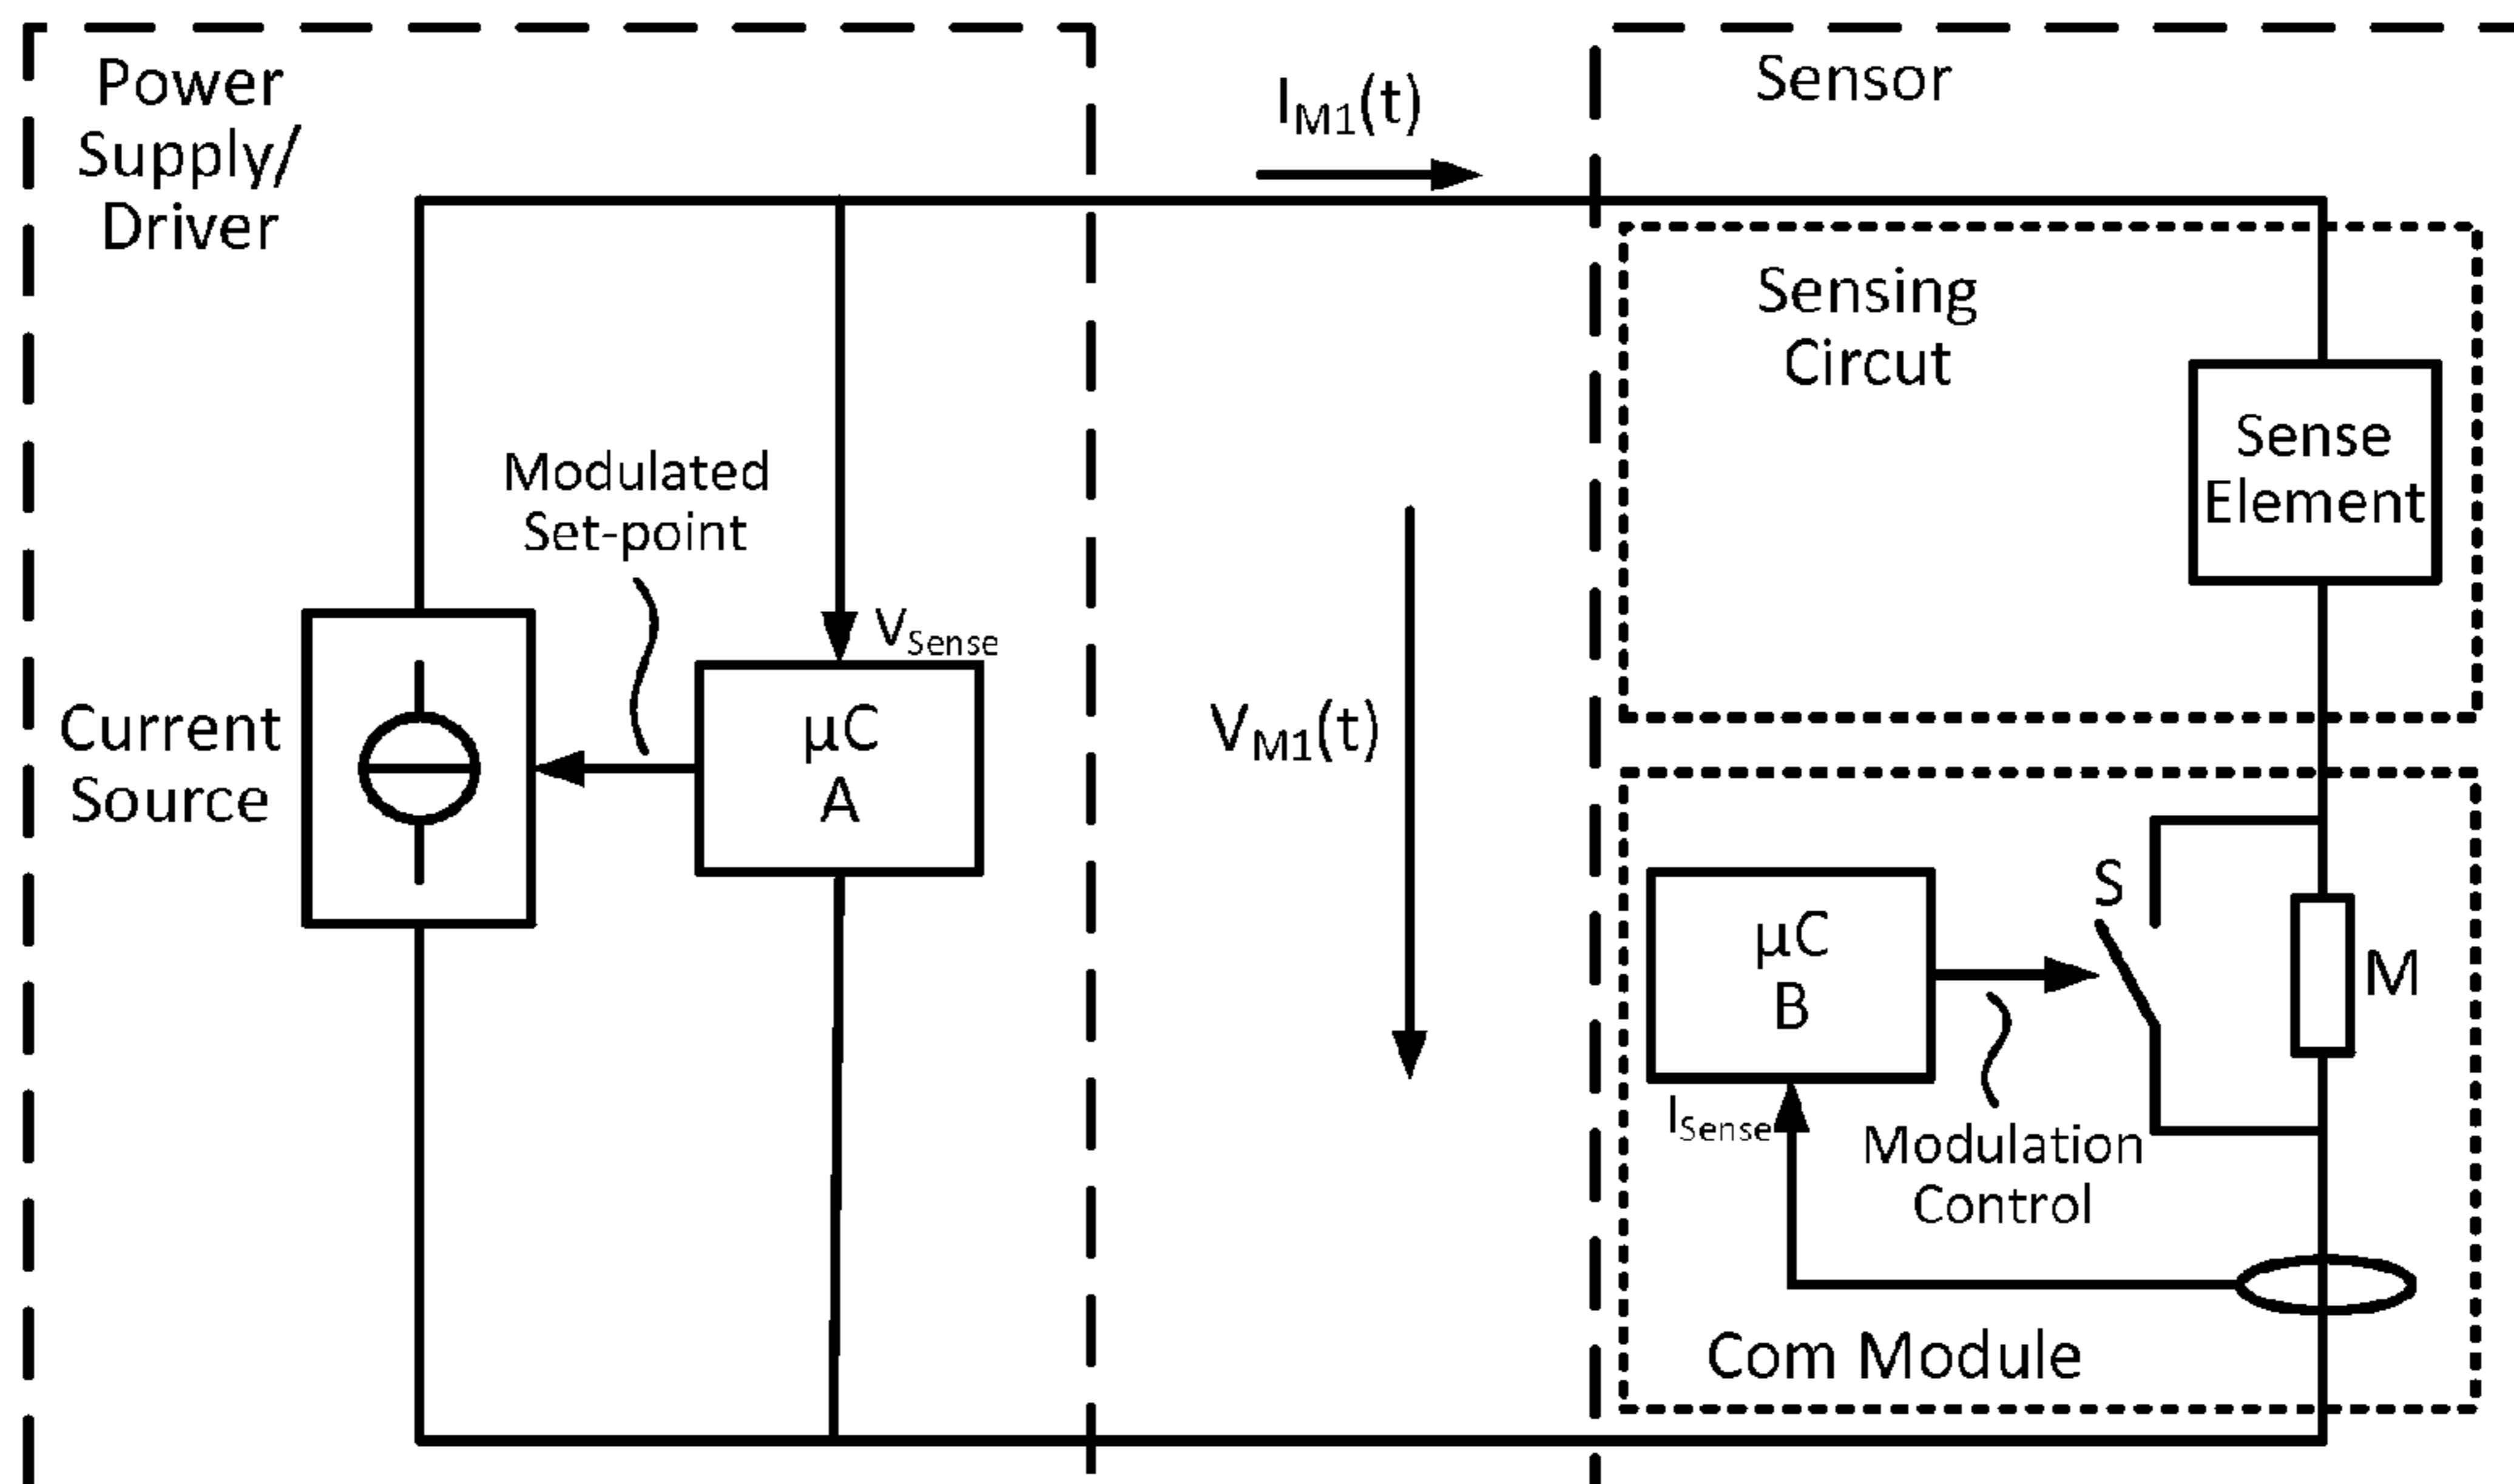 Power
Supply/
Driver
I_M1(t)
Sensor
Sensing
Circut
Sense
Element
Modulated
Set-point
V_Sense
Current
Source
µC
A
V_M1(t)
S
µC
B
M
I_Sense
Modulation
Control
Com Module